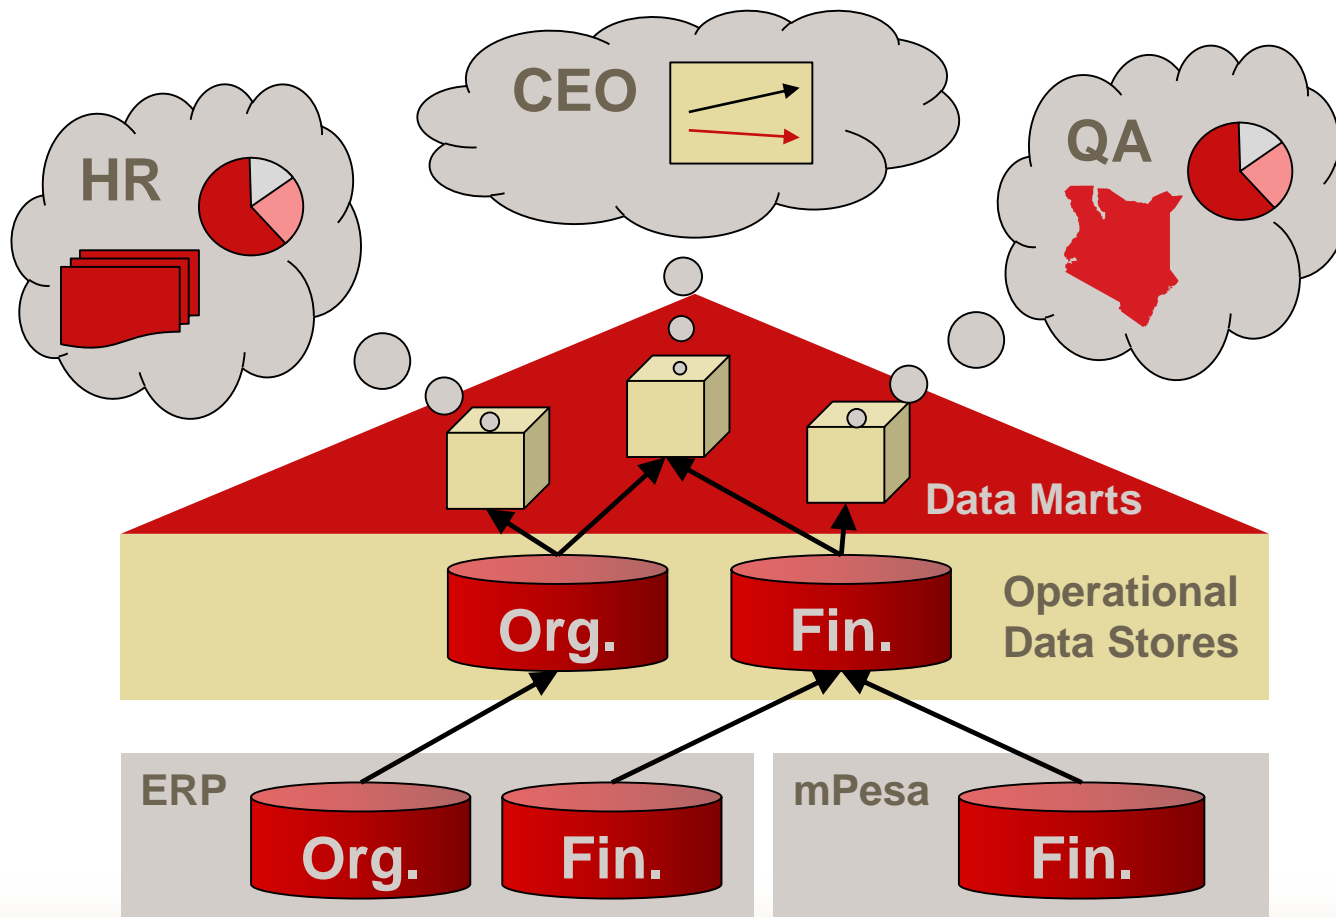 CEO
HR
QA
Data Marts
Operational
Data Stores
Org.
Fin.
ERP
mPesa
Org.
Fin.
Fin.